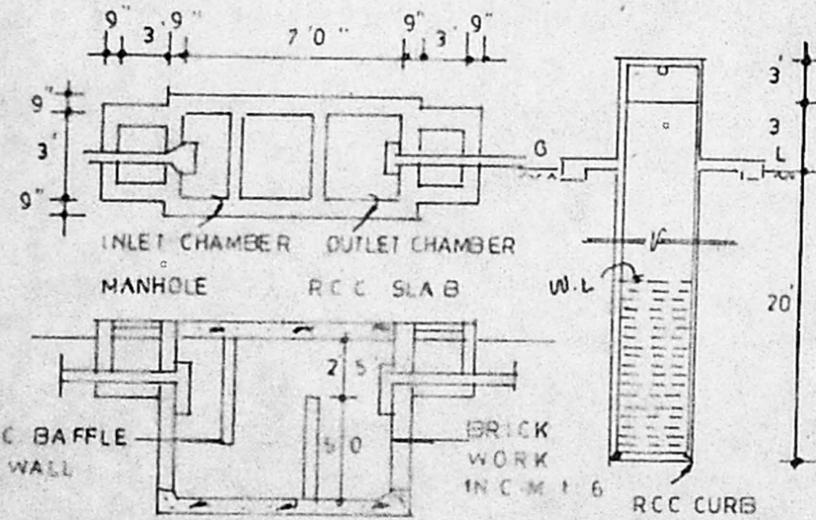 9" 3' 9" 7'0" 9" 3' 9"
9"
3'
9"
INLET CHAMBER OUTLET CHAMBER
MANHOLE RCC SLAB
2 5
5 0
C BAFFLE
WALL
BRICK
WORK
IN C M 1 6
G L
W.L
3'
3
20'
RCC CURB